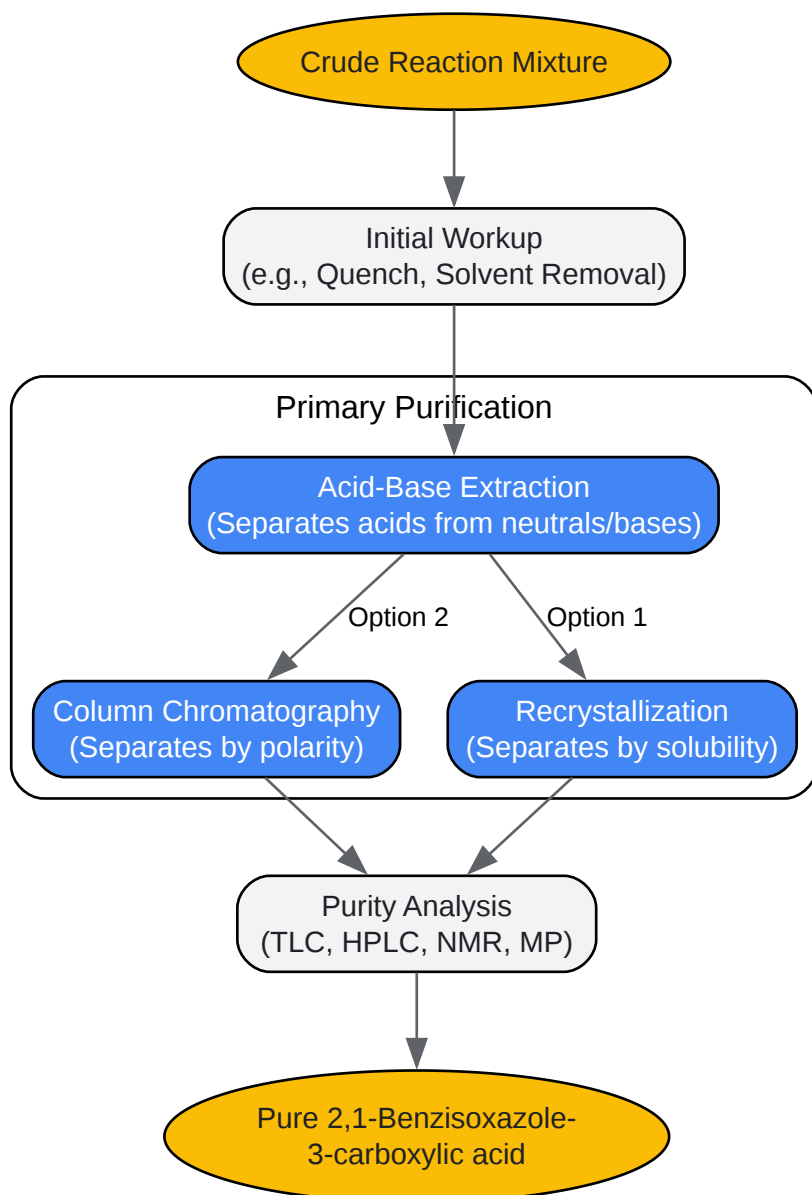 Crude Reaction Mixture
Initial Workup
(e.g., Quench, Solvent Removal)
Primary Purification
Acid-Base Extraction
(Separates acids from neutrals/bases)
Option 2
Option 1
Column Chromatography
(Separates by polarity)
Recrystallization
(Separates by solubility)
Purity Analysis
(TLC, HPLC, NMR, MP)
Pure 2,1-Benzisoxazole-
3-carboxylic acid